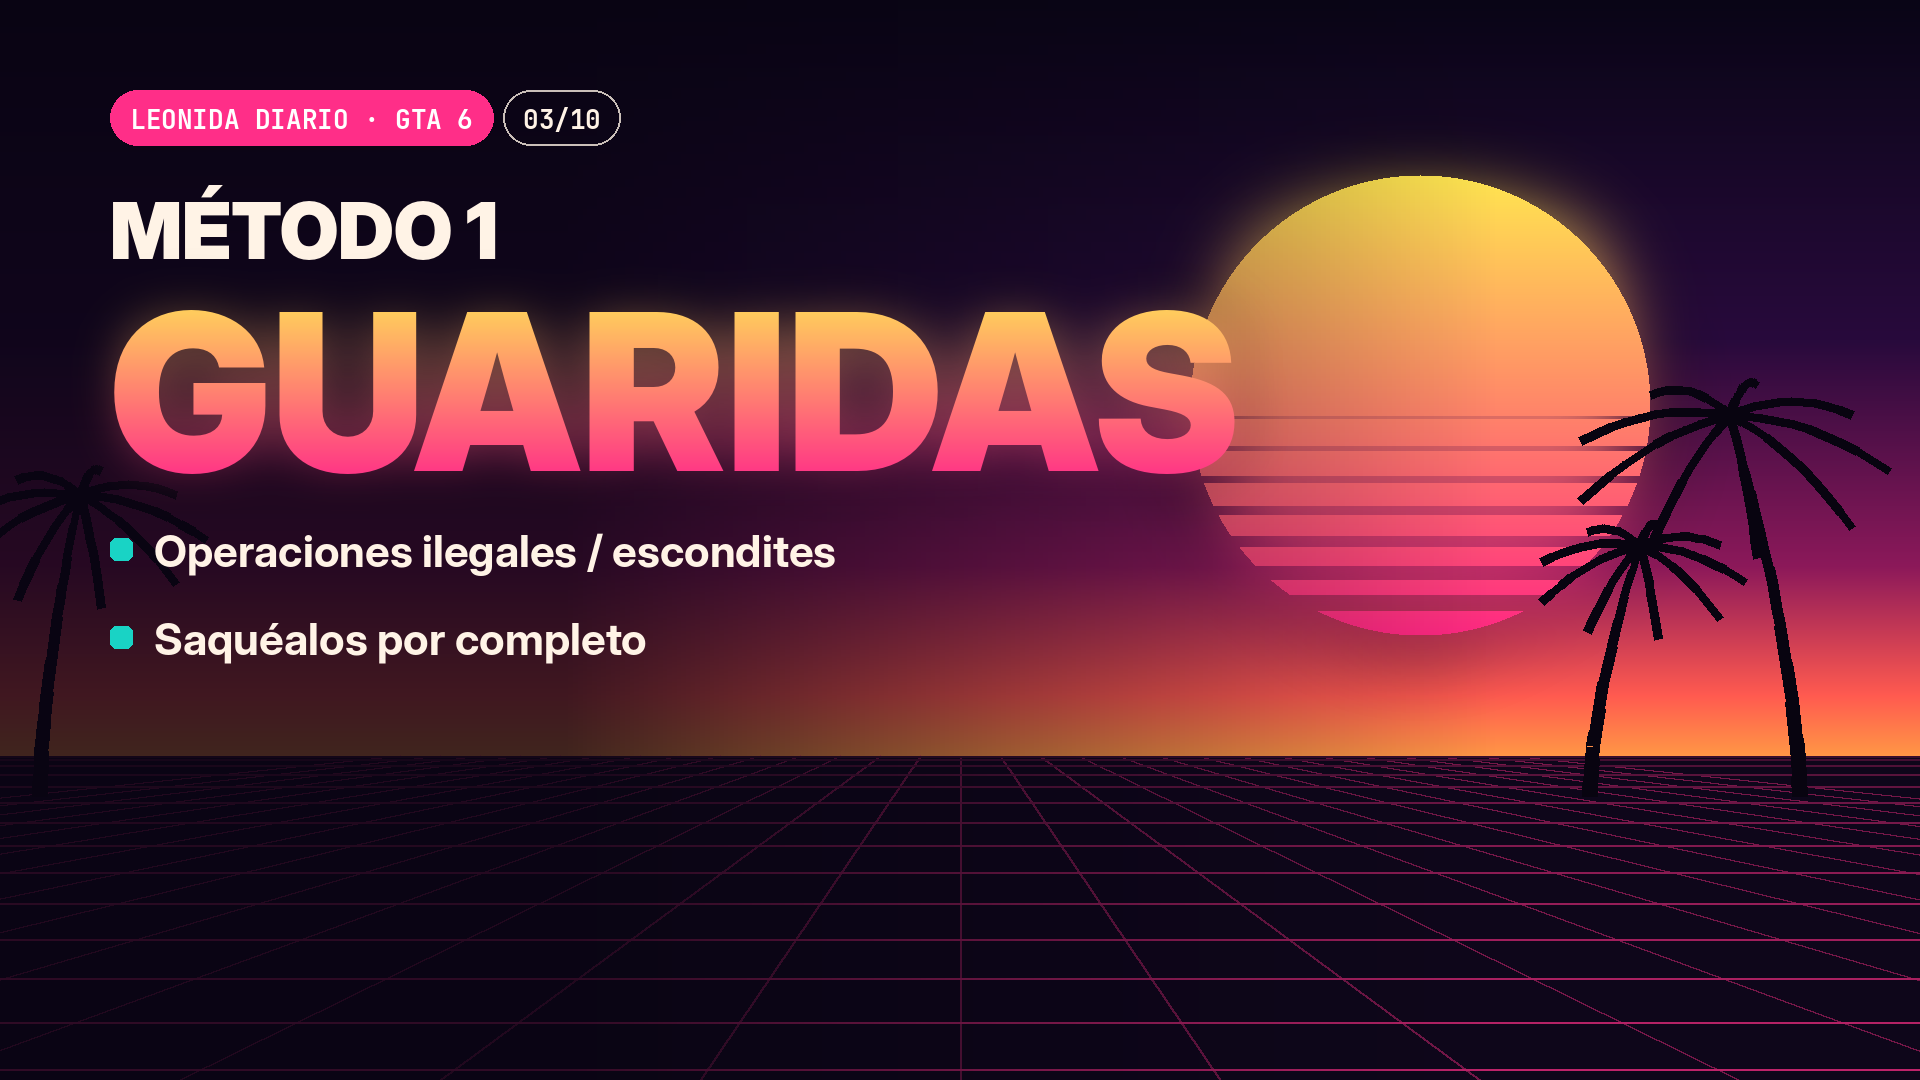 LEONIDA DIARIO · GTA 6 03/10
MÉTODO 1
GUARIDAS
Operaciones ilegales / escondites
Saquéalos por completo